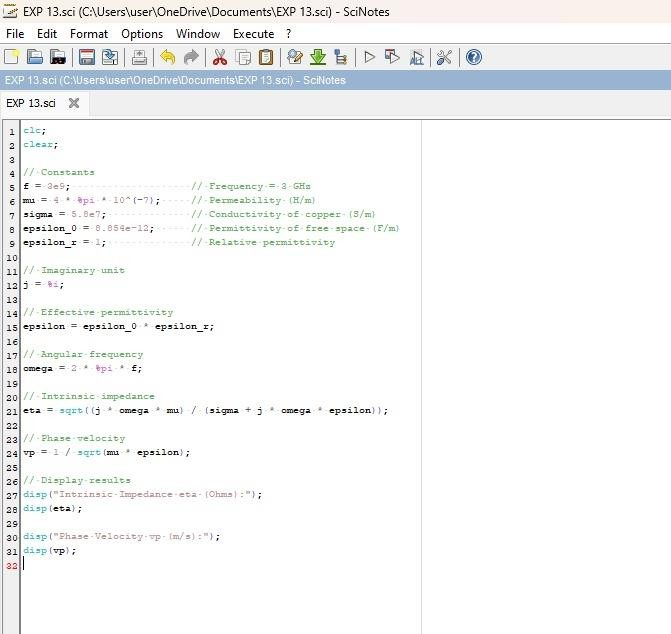 EXP 13.sci (C:\Users\user\OneDrive\Documents\EXP 13.sci) - SciNotes
File Edit Format Options Window Execute ?
EXP 13.sci (C:\Users\user\OneDrive\Documents\EXP 13.sci) - SciNotes
EXP 13.sci
1 clc;
2 clear;
3
4 // Constants
5 f = 3e9; // Frequency = 3 GHz
6 mu = 4 * %pi * 10^(-7); // Permeability (H/m)
7 sigma = 5.8e7; // Conductivity of copper (S/m)
8 epsilon_0 = 8.854e-12; // Permittivity of free space (F/m)
9 epsilon_r = 1; // Relative permittivity
10
11 // Imaginary unit
12 j = %i;
13
14 // Effective permittivity
15 epsilon = epsilon_0 * epsilon_r;
16
17 // Angular frequency
18 omega = 2 * %pi * f;
19
20 // Intrinsic impedance
21 eta = sqrt((j * omega * mu) / (sigma + j * omega * epsilon));
22
23 // Phase velocity
24 vp = 1 / sqrt(mu * epsilon);
25
26 // Display results
27 disp("Intrinsic Impedance eta (Ohms):");
28 disp(eta);
29
30 disp("Phase Velocity vp (m/s):");
31 disp(vp);
32